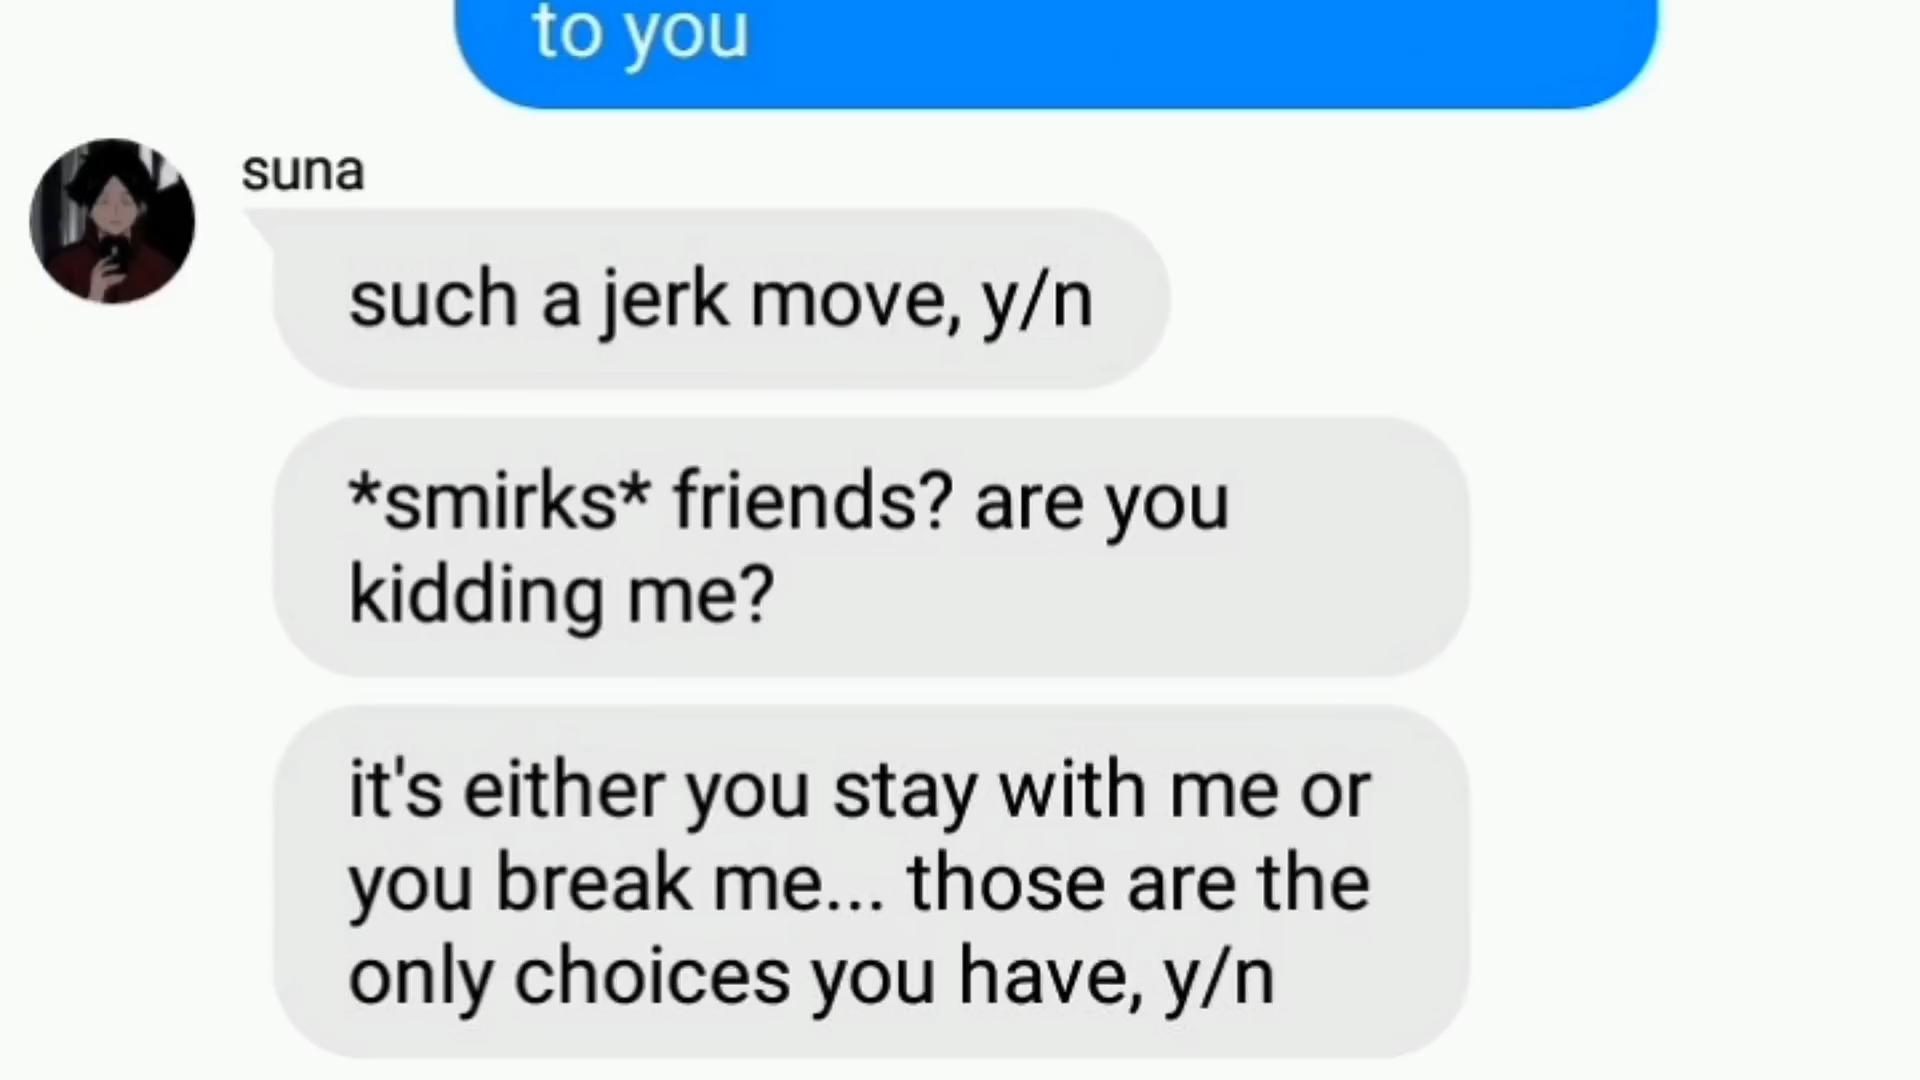 to you
suna
such a jerk move, y/n
*smirks* friends? are you
kidding me?
it's either you stay with me or
you break me... those are the
only choices you have, y/n